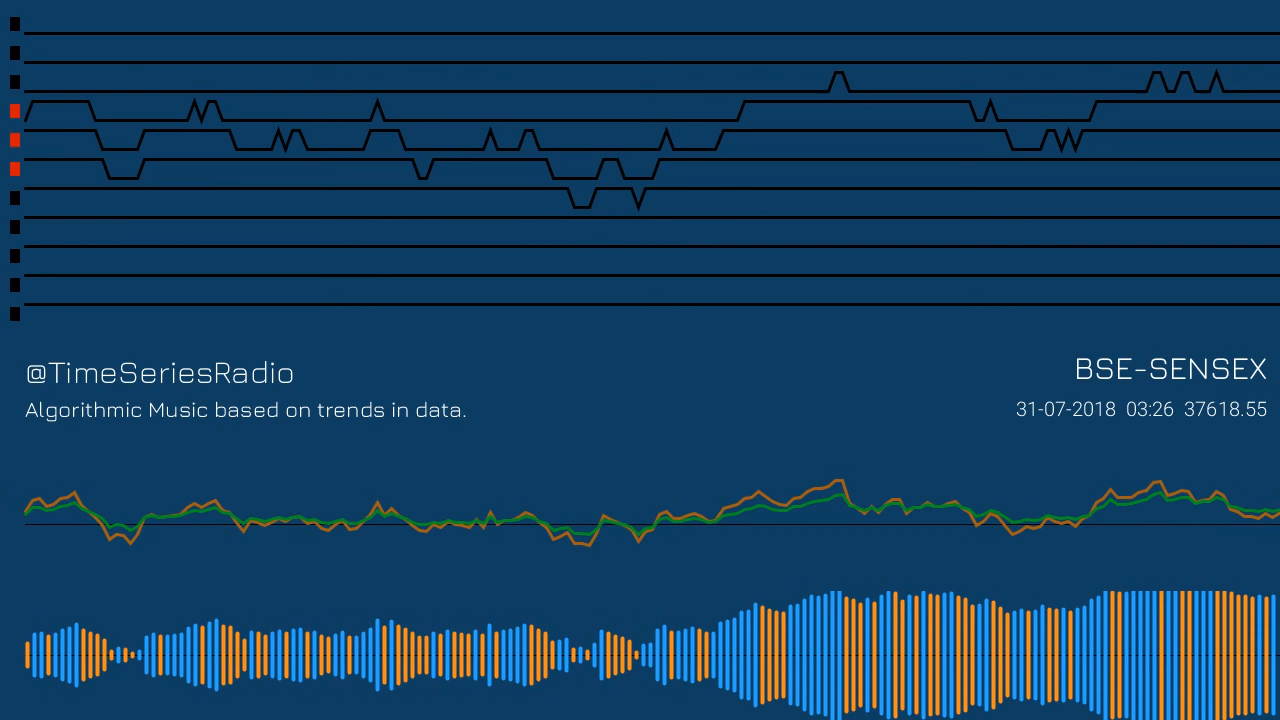 @TimeSeriesRadio
Algorithmic Music based on trends in data.
BSE-SENSEX
31-07-2018 03:26 37618.55